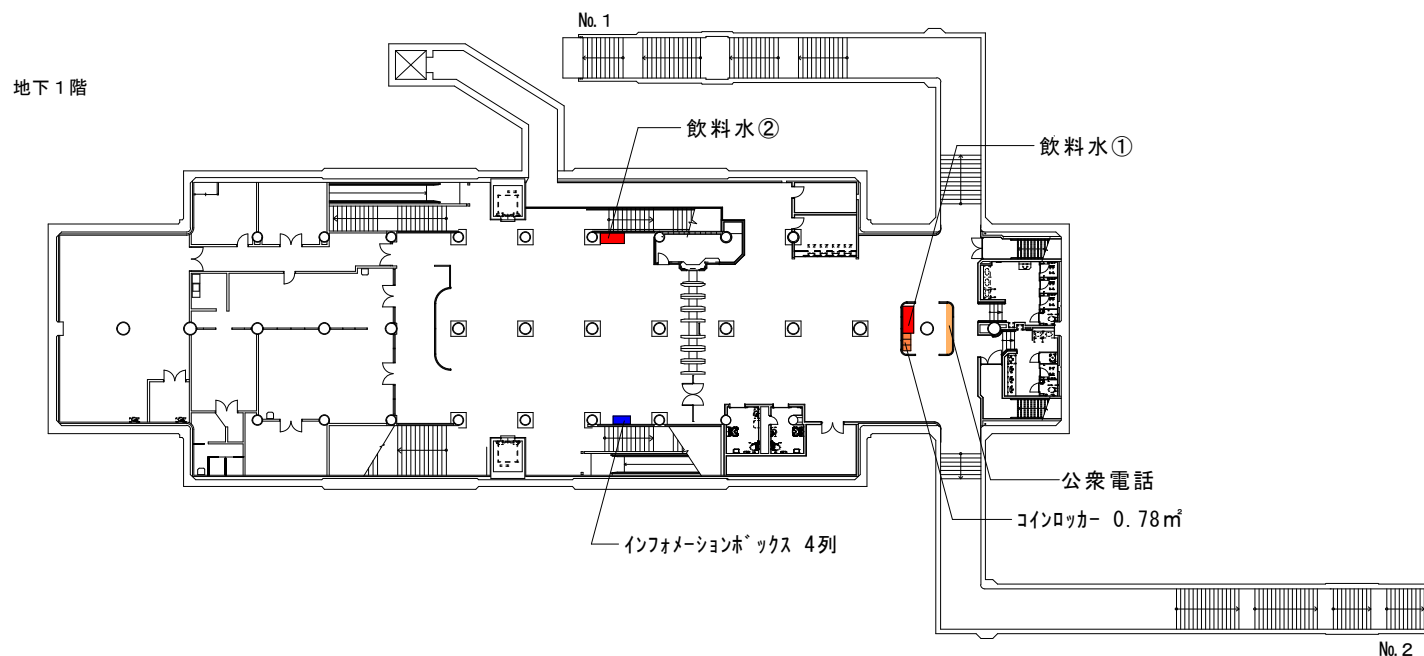 No. 1
地下１階
飲料水②
飲料水①
公衆電話
ｺｲﾝﾛｯｶｰ 0.78㎡
ｲﾝﾌｫﾒｰｼｮﾝﾎﾞｯｸｽ 4列
No. 2